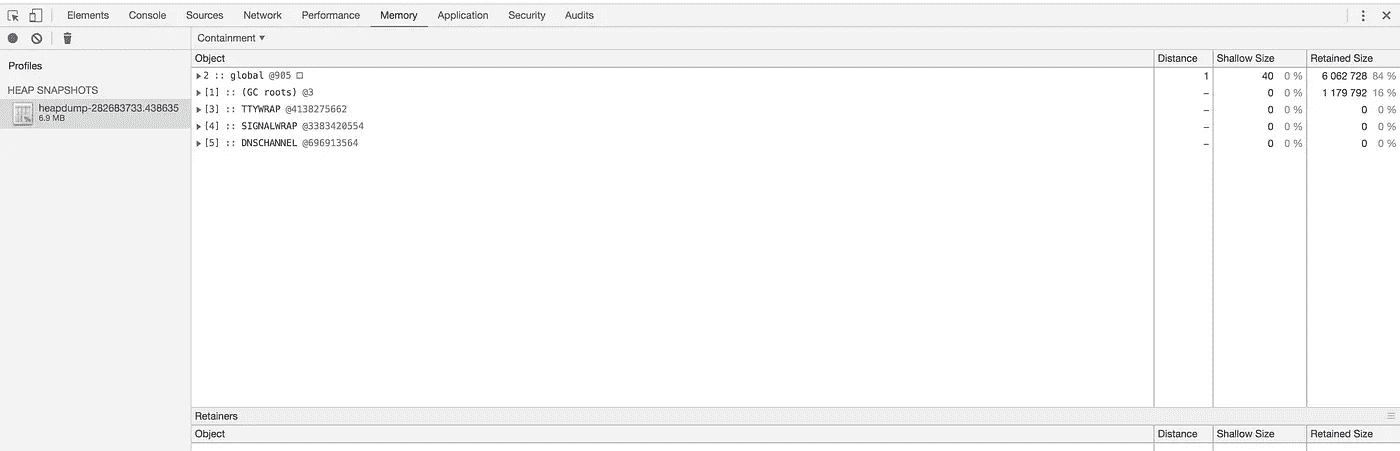 Elements Console Sources Network Performance Memory Application Security Audits
Containment ▼
Profiles
HEAP SNAPSHOTS
heapdump-282683733.438635
6.9 MB
Object Distance Shallow Size Retained Size
▶2 :: global @905 □ 1 40 0 % 6 062 728 84 %
▶[1] :: (GC roots) @3 – 0 0 % 1 179 792 16 %
▶[3] :: TTYWRAP @4138275662 – 0 0 % 0 0 %
▶[4] :: SIGNALWRAP @3383420554 – 0 0 % 0 0 %
▶[5] :: DNSCHANNEL @696913564 – 0 0 % 0 0 %
Retainers
Object Distance Shallow Size Retained Size